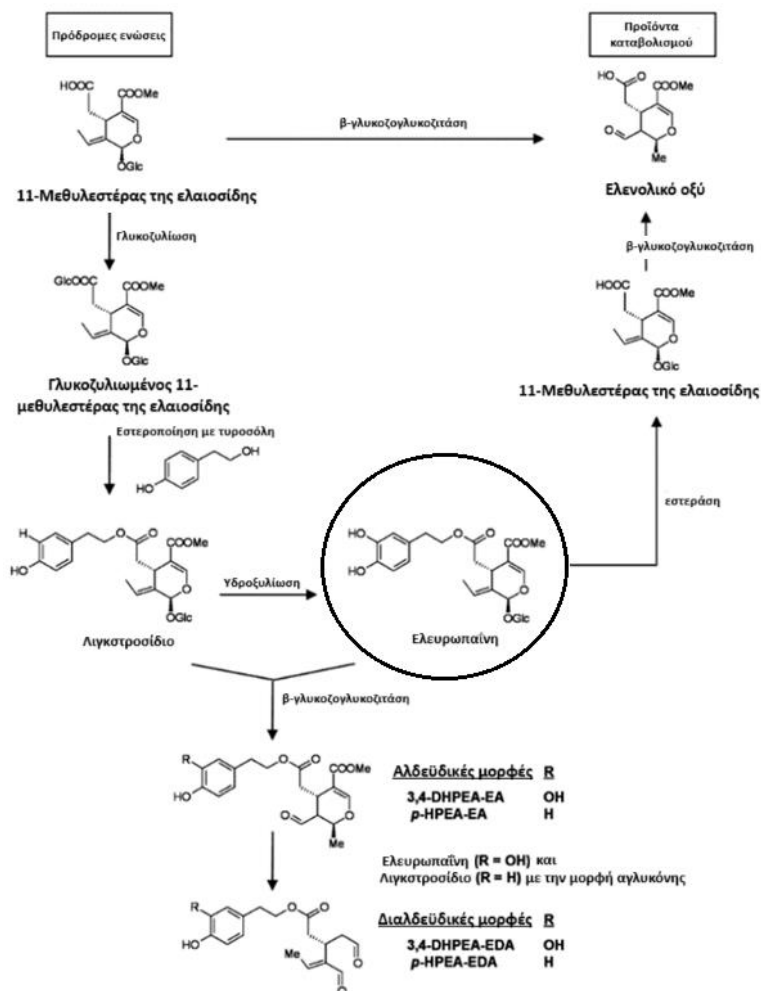 Πρόδρομες ενώσεις
Προϊόντα
καταβολισμού
HOOC
COOMe
O
OGlc
11-Μεθυλεστέρας της ελαιοσίδης
β-γλυκοζογλυκοζιτάση
HO
O
COOMe
O
O
Me
Ελενολικό οξύ
Γλυκοζυλίωση
β-γλυκοζογλυκοζιτάση
GlcOOC
COOMe
O
OGlc
Γλυκοζυλιωμένος 11-
μεθυλεστέρας της ελαιοσίδης
HOOC
COOMe
O
OGlc
11-Μεθυλεστέρας της ελαιοσίδης
Εστεροποίηση με τυροσόλη
OH
HO
εστεράση
H
HO
O
O
COOMe
O
OGlc
Λιγκστροσίδιο
Υδροξυλίωση
HO
HO
O
O
COOMe
O
OGlc
Ελευρωπαΐνη
β-γλυκοζογλυκοζιτάση
R
HO
O
O
COOMe
O
O
Me
Αλδεϋδικές μορφές R
3,4-DHPEA-EA OH
p-HPEA-EA H
Ελευρωπαΐνη (R = OH) και
Λιγκστροσίδιο (R = H) με την μορφή αγλυκόνης
R
HO
O
O
Me
O
O
Διαλδεϋδικές μορφές R
3,4-DHPEA-EDA OH
p-HPEA-EDA H